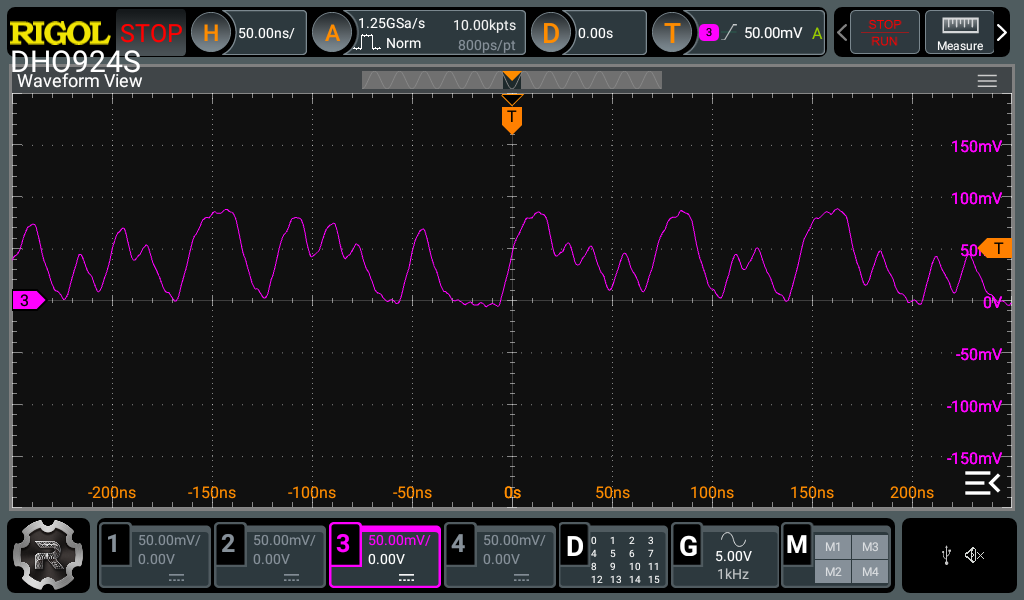 RIGOL STOP H 50.00ns/ A 1.25GSa/s 10.00kpts D 0.00s T 3 50.00mV A STOP
Norm 800ps/pt RUN Measure
DHO924S
Waveform View
T
150mV
100mV
50 T
3 0V
-50mV
-100mV
-150mV
-200ns -150ns -100ns -50ns 0s 50ns 100ns 150ns 200ns
1 50.00mV/ 2 50.00mV/ 3 50.00mV/ 4 50.00mV/ D 0 1 2 3 G 5.00V M M1 M3
0.00V 0.00V 0.00V 0.00V 4 5 6 7 1kHz M2 M4
8 9 10 11
12 13 14 15
R